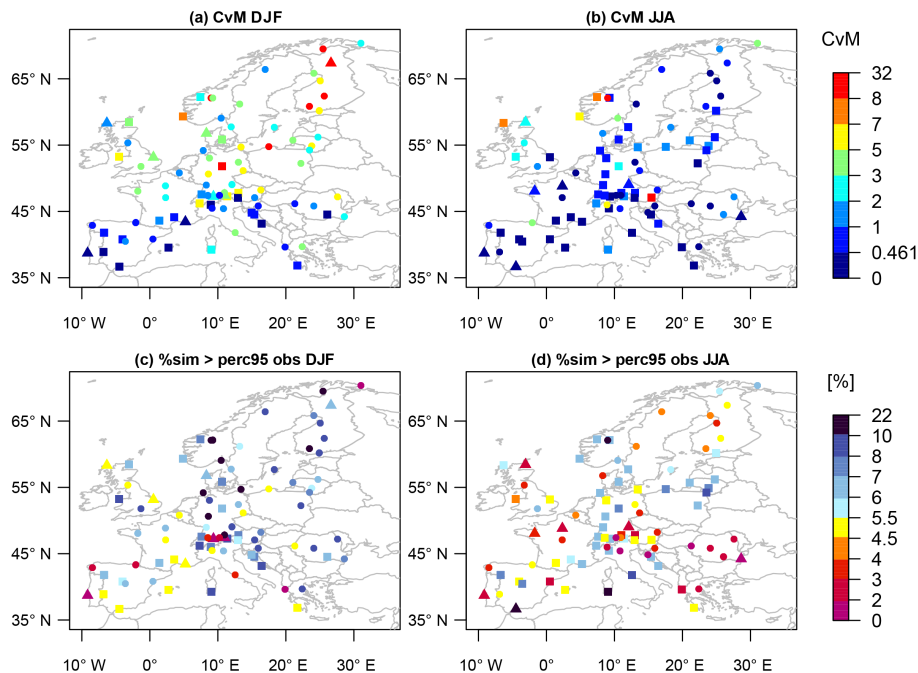 (a) CvM DJF
(b) CvM JJA
CvM
65° N
55° N
45° N
35° N
10° W 0° 10° E 20° E 30° E
65° N
55° N
45° N
35° N
10° W 0° 10° E 20° E 30° E
32
8
7
5
3
2
1
0.461
0
(c) %sim > perc95 obs DJF
(d) %sim > perc95 obs JJA
[%]
65° N
55° N
45° N
35° N
10° W 0° 10° E 20° E 30° E
65° N
55° N
45° N
35° N
10° W 0° 10° E 20° E 30° E
22
10
8
7
6
5.5
4.5
4
3
2
0